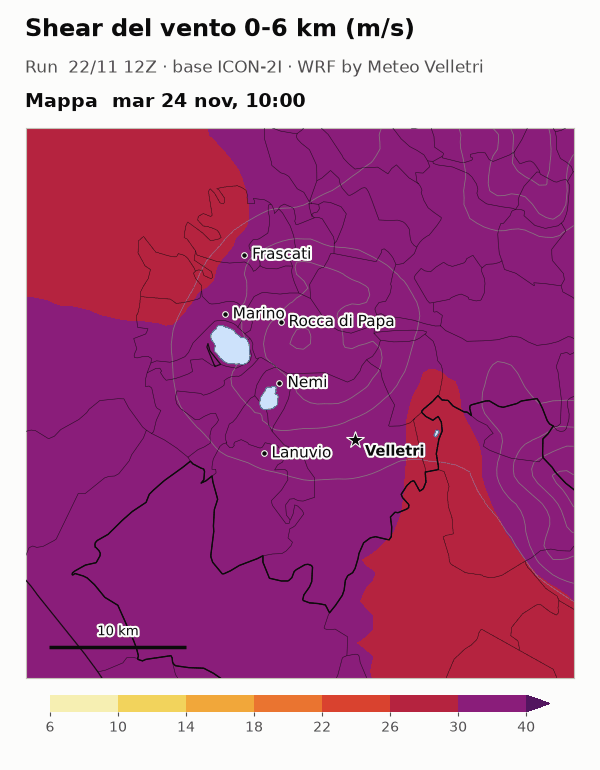 Shear del vento 0-6 km (m/s)
Run  22/11 12Z · base ICON-2I · WRF by Meteo Velletri
Mappa  mar 24 nov, 10:00
Frascati
Marino
Rocca di Papa
Nemi
Velletri
Lanuvio
10 km
6 10 14 18 22 26 30 40